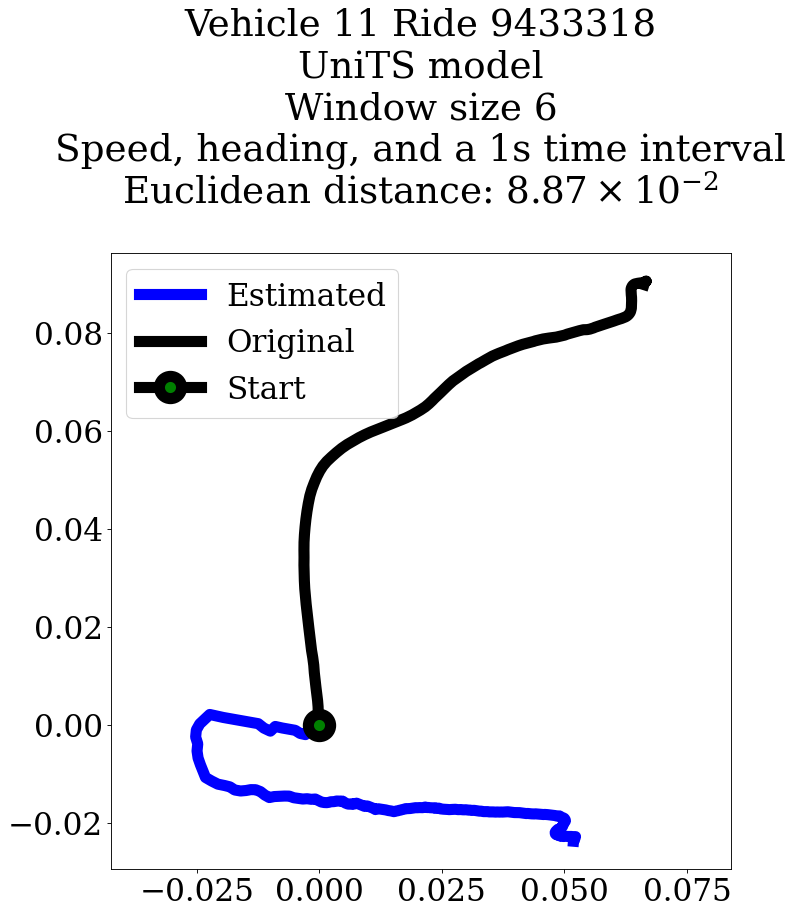 Vehicle 11 Ride 9433318
UniTS model
Window size 6
Speed, heading, and a 1s time interval
Euclidean distance: 8.87 × 10⁻²
Estimated
Original
Start
0.08
0.06
0.04
0.02
0.00
−0.02
−0.025 0.000 0.025 0.050 0.075